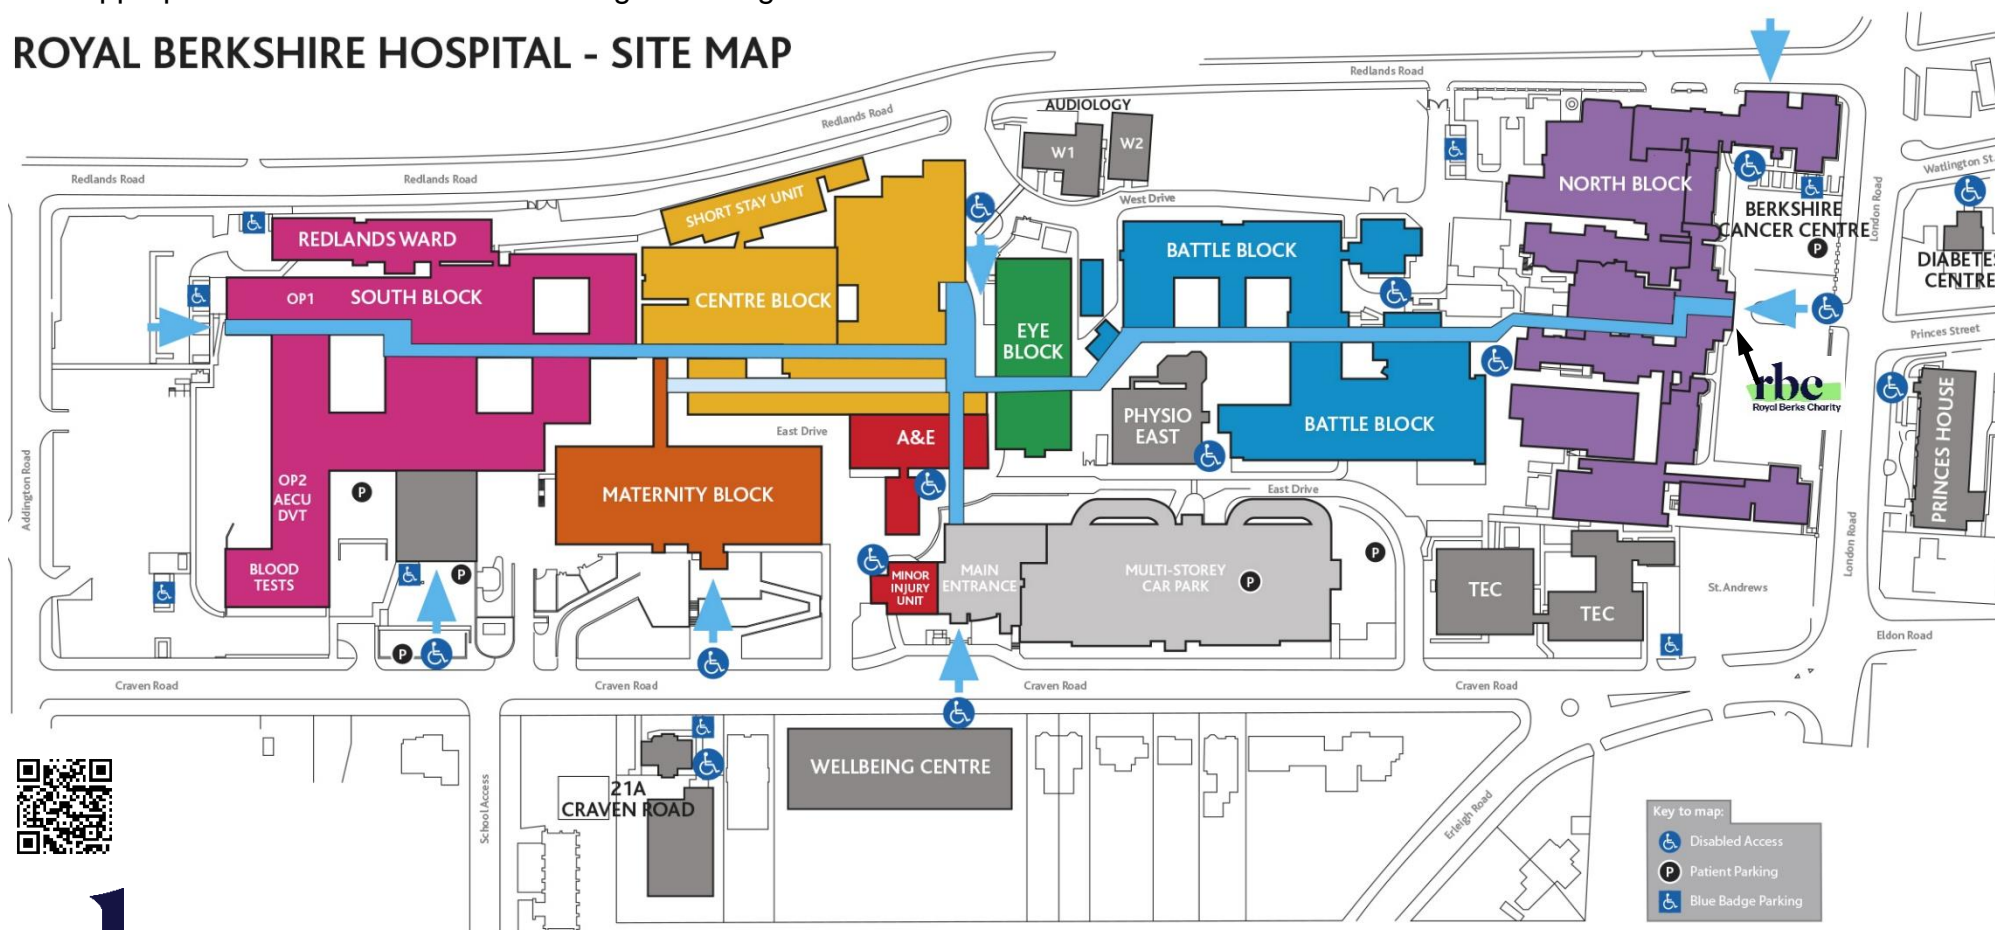 ROYAL BERKSHIRE HOSPITAL - SITE MAP
Redlands Road
Redlands Road
Redlands Road
Redlands Road
AUDIOLOGY
W1
W2
West Drive
NORTH BLOCK
BERKSHIRE
CANCER CENTRE
P
London Road
Watlington St.
DIABETES
CENTRE
Princes Street
SHORT STAY UNIT
REDLANDS WARD
OP1
SOUTH BLOCK
CENTRE BLOCK
EYE
BLOCK
BATTLE BLOCK
PHYSIO
EAST
BATTLE BLOCK
rbc
Royal Berks Charity
PRINCES HOUSE
East Drive
A&E
Addington Road
OP2
AECU
DVT
P
MATERNITY BLOCK
East Drive
London Road
BLOOD
TESTS
P
MINOR
INJURY
UNIT
MAIN
ENTRANCE
MULTI-STOREY
CAR PARK
P
P
TEC
TEC
St. Andrews
Eldon Road
P
Craven Road
Craven Road
Craven Road
Craven Road
School Access
21A
CRAVEN ROAD
WELLBEING CENTRE
Erleigh Road
Key to map:
Disabled Access
P Patient Parking
Blue Badge Parking